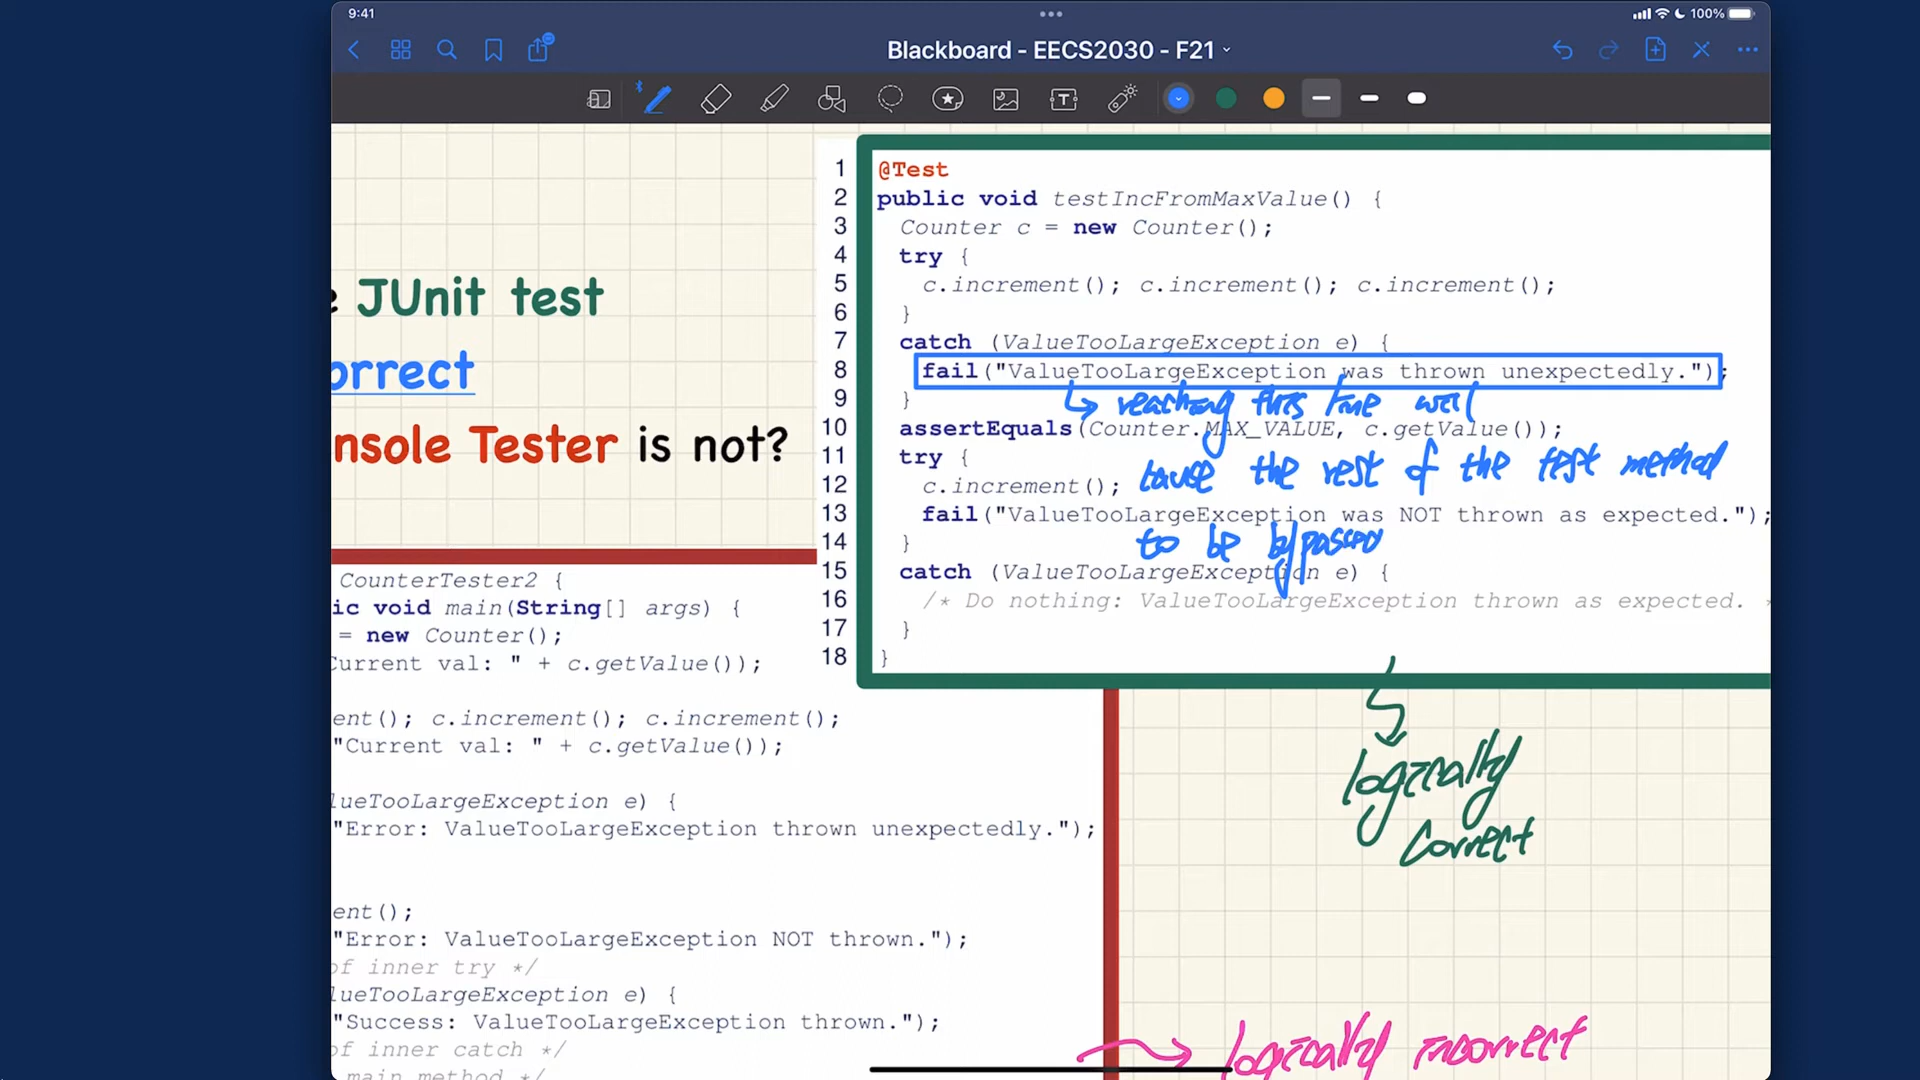 9:41
100%
Blackboard - EECS2030 - F21
JUnit test
orrect
nsole Tester is not?
1 @Test
2 public void testIncFromMaxValue() {
3 Counter c = new Counter();
4 try {
5 c.increment(); c.increment(); c.increment();
6 }
7 catch (ValueTooLargeException e) {
8 fail("ValueTooLargeException was thrown unexpectedly.");
9 }
reaching this line will
10 assertEquals(Counter.MAX_VALUE, c.getValue());
11 try {
cause the rest of the test method
12 c.increment();
13 fail("ValueTooLargeException was NOT thrown as expected.");
14 }
to be bypassed
15 catch (ValueTooLargeException e) {
16 /* Do nothing: ValueTooLargeException thrown as expected. *
17 }
18 }
logically
correct
CounterTester2 {
ic void main(String[] args) {
= new Counter();
Current val: " + c.getValue());
ent(); c.increment(); c.increment();
"Current val: " + c.getValue());
lueTooLargeException e) {
"Error: ValueTooLargeException thrown unexpectedly.");
ent();
"Error: ValueTooLargeException NOT thrown.");
of inner try */
lueTooLargeException e) {
"Success: ValueTooLargeException thrown.");
of inner catch */
main method */
logically incorrect